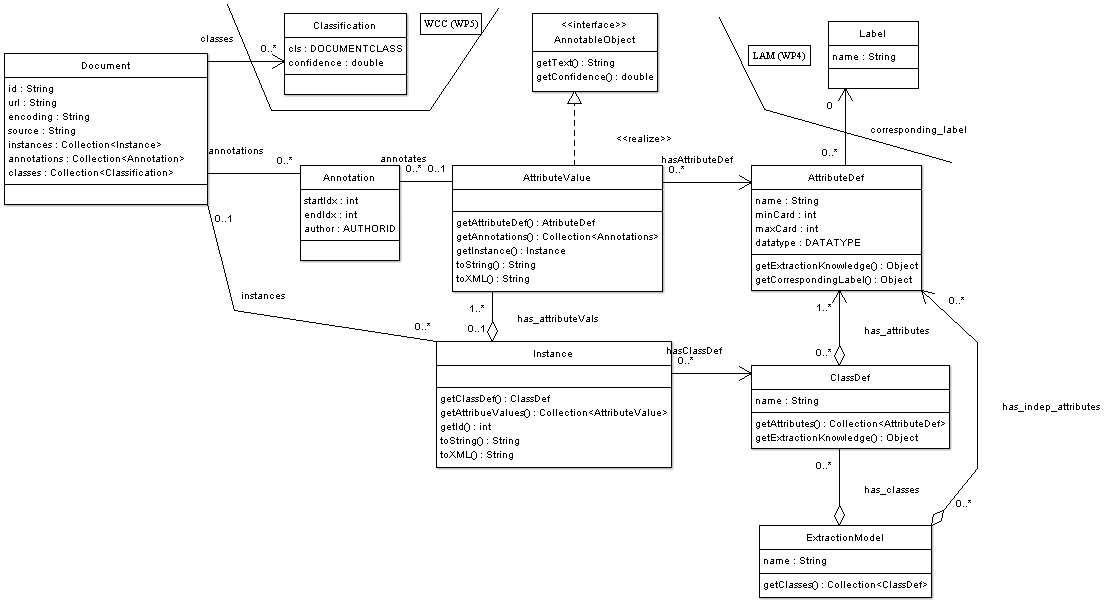 Document
id : String
url : String
encoding : String
source : String
instances : Collection<Instance>
annotations : Collection<Annotation>
classes : Collection<Classification>
classes
0..*
Classification
cls : DOCUMENTCLASS
confidence : double
WCC (WP5)
<<interface>>
AnnotableObject
getText() : String
getConfidence() : double
<<realize>>
LAM (WP4)
Label
name : String
0
corresponding_label
0..*
annotations
0..*
Annotation
startIdx : int
endIdx : int
author : AUTHORID
annotates
0..*
0..1
AttributeValue
getAttributeDef() : AtributeDef
getAnnotations() : Collection<Annotations>
getInstance() : Instance
toString() : String
toXML() : String
hasAttributeDef
0..*
AttributeDef
name : String
minCard : int
maxCard : int
datatype : DATATYPE
getExtractionKnowledge() : Object
getCorrespondingLabel() : Object
0..1
instances
0..*
1..*
has_attributeVals
0..1
Instance
getClassDef() : ClassDef
getAttribueValues() : Collection<AttributeValue>
getId() : int
toString() : String
toXML() : String
hasClassDef
0..*
1..*
has_attributes
0..*
0..*
has_indep_attributes
0..*
ClassDef
name : String
getAttributes() : Collection<AttributeDef>
getExtractionKnowledge() : Object
0..*
has_classes
ExtractionModel
name : String
getClasses() : Collection<ClassDef>